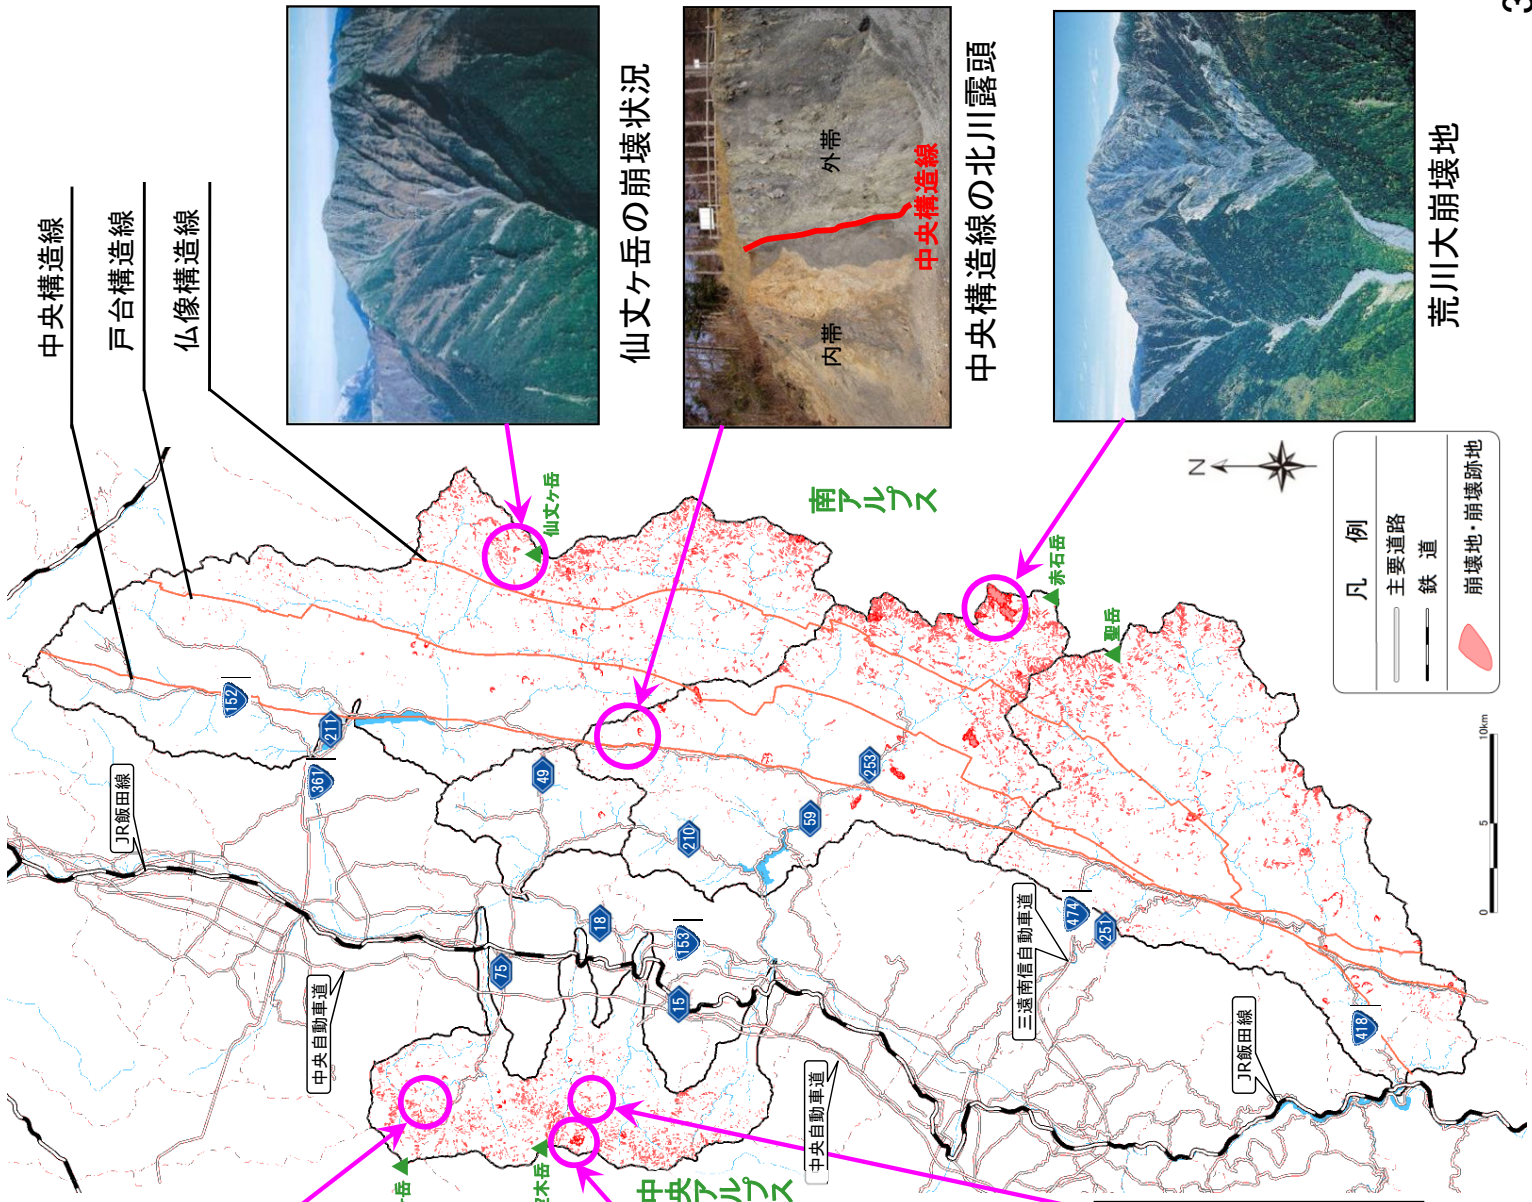 中央構造線
戸台構造線
仏像構造線
仙丈ケ岳の崩壊状況
内帯
外帯
中央構造線
中央構造線の北川露頭
荒川大崩壊地
仙丈ケ岳
南
アルプス
赤石岳
聖岳
152
211
361
JR飯田線
49
210
59
253
中央自動車道
75
18
153
15
三遠南信自動車道
474
251
418
JR飯田線
中央自動車道
岳
木岳
中央
アルプス
N
凡 例
主要道路
鉄 道
崩壊地・崩壊跡地
0 5 10km
3